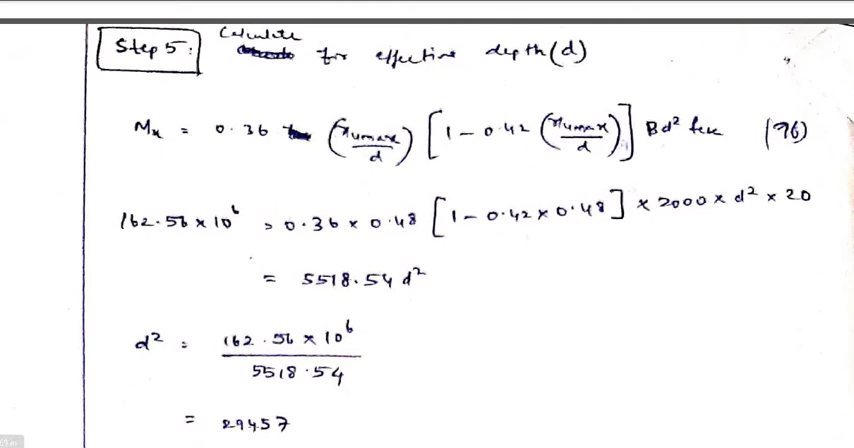 Step 5: Calculate for effective depth (d)
Mu = 0.36 (xumax/d) [1 - 0.42 (xumax/d)] Bd² fck (96)
162.56 × 10⁶ = 0.36 × 0.48 [1 - 0.42 × 0.48] × 2000 × d² × 20
= 5518.54 d²
d² = 162.56 × 10⁶ / 5518.54
= 29457